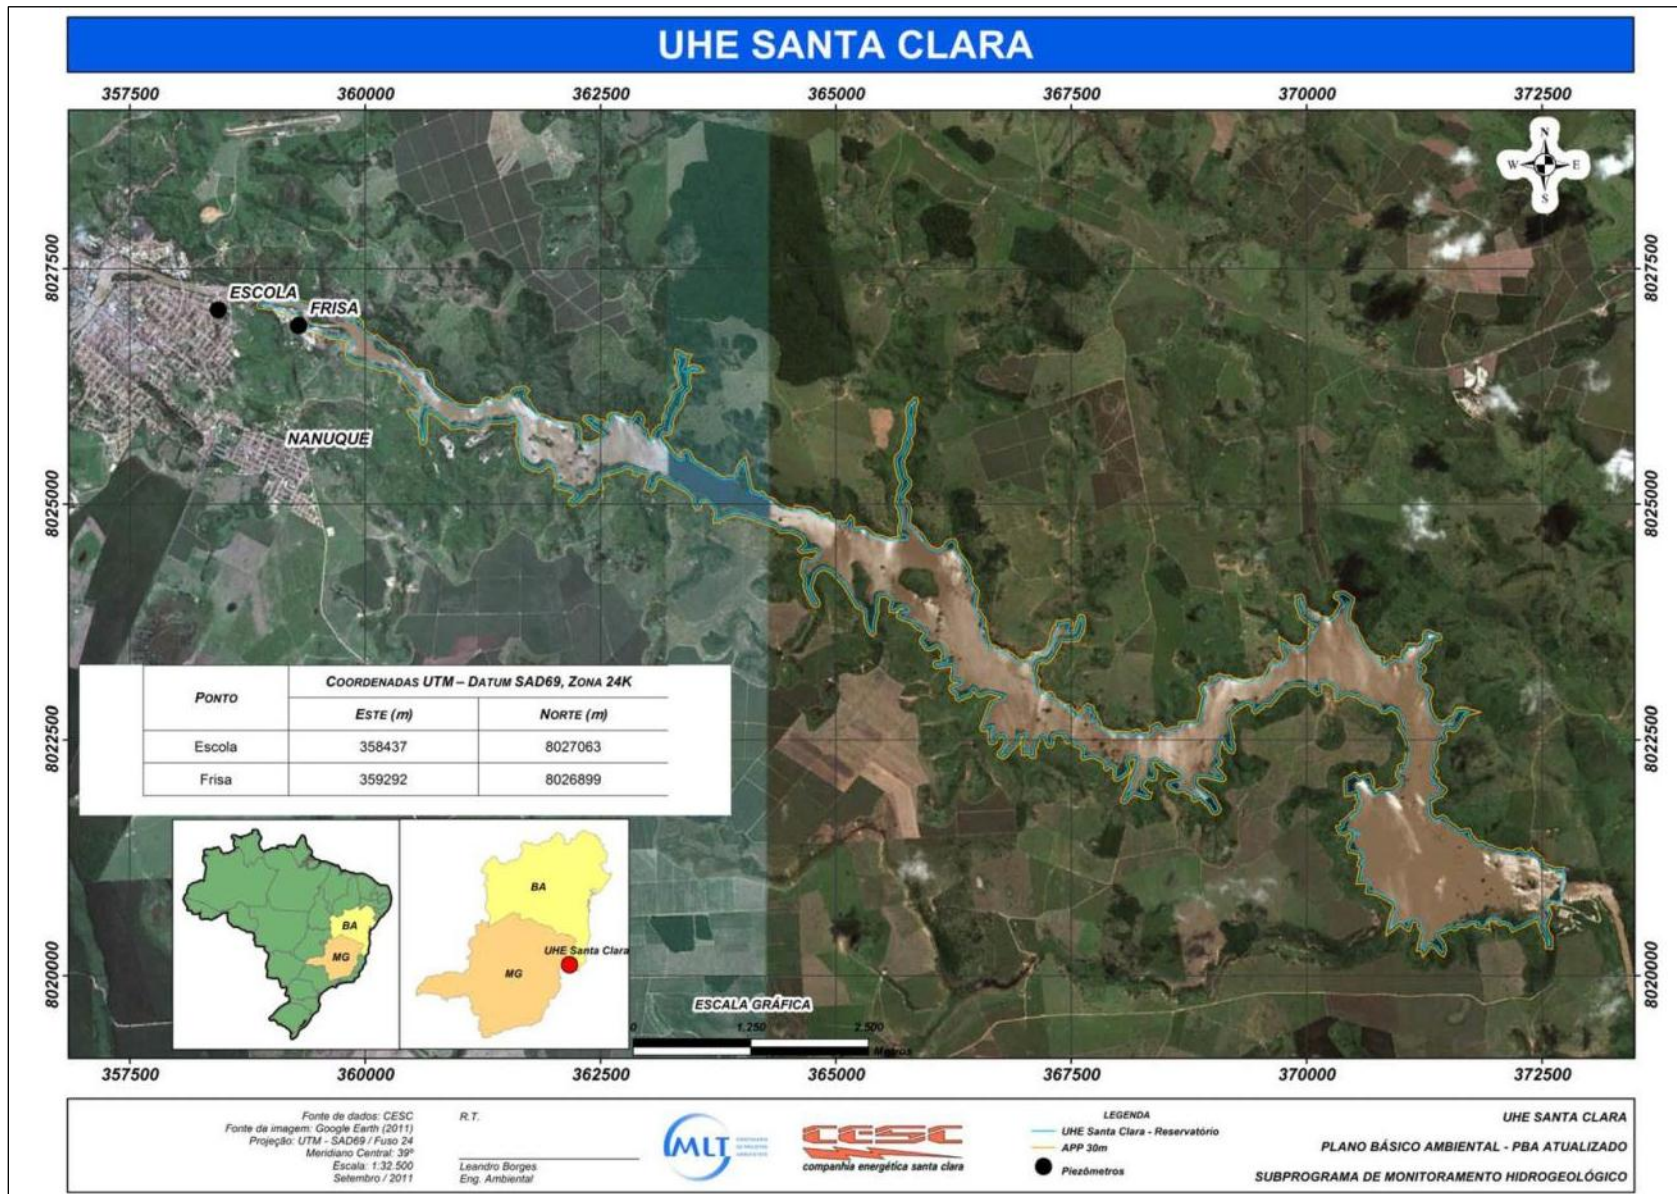 UHE SANTA CLARA
357500 360000 362500 365000 367500 370000 372500
N
W E
S
8027500 8027500
ESCOLA
FRISA
NANUQUE
8025000 8025000
PONTO COORDENADAS UTM – DATUM SAD69, ZONA 24K
ESTE (m) NORTE (m)
Escola 358437 8027063
Frisa 359292 8026899
8022500 8022500
BA
MG
BA
MG
UHE Santa Clara
8020000 8020000
ESCALA GRÁFICA
0 1.250 2.500
Metros
357500 360000 362500 365000 367500 370000 372500
Fonte de dados: CESC
Fonte da imagem: Google Earth (2011)
Projeção: UTM - SAD69 / Fuso 24
Meridiano Central: 39º
Escala: 1:32.500
Setembro / 2011
R.T.
Leandro Borges
Eng. Ambiental
MLT
CESC
companhia energética santa clara
LEGENDA
UHE Santa Clara - Reservatório
APP 30m
Piezômetros
UHE SANTA CLARA
PLANO BÁSICO AMBIENTAL - PBA ATUALIZADO
SUBPROGRAMA DE MONITORAMENTO HIDROGEOLÓGICO